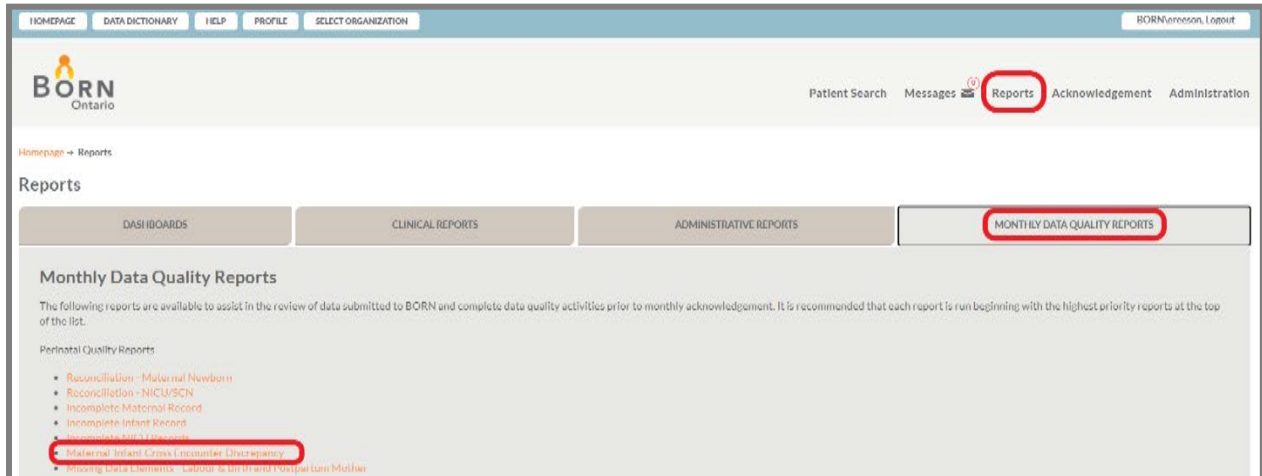 HOMEPAGE DATA DICTIONARY HELP PROFILE SELECT ORGANIZATION BORN\ereeson, Logout
BORN
Ontario
Patient Search Messages 0 Reports Acknowledgement Administration
Homepage → Reports
Reports
DASHBOARDS CLINICAL REPORTS ADMINISTRATIVE REPORTS MONTHLY DATA QUALITY REPORTS
Monthly Data Quality Reports
The following reports are available to assist in the review of data submitted to BORN and complete data quality activities prior to monthly acknowledgement. It is recommended that each report is run beginning with the highest priority reports at the top
of the list.
Perinatal Quality Reports
• Reconciliation - Maternal Newborn
• Reconciliation - NICU/SCN
• Incomplete Maternal Record
• Incomplete Infant Record
• Incomplete NICU Records
• Maternal Infant Cross Encounter Discrepancy
• Missing Data Elements - Labour & Birth and Postpartum Mother